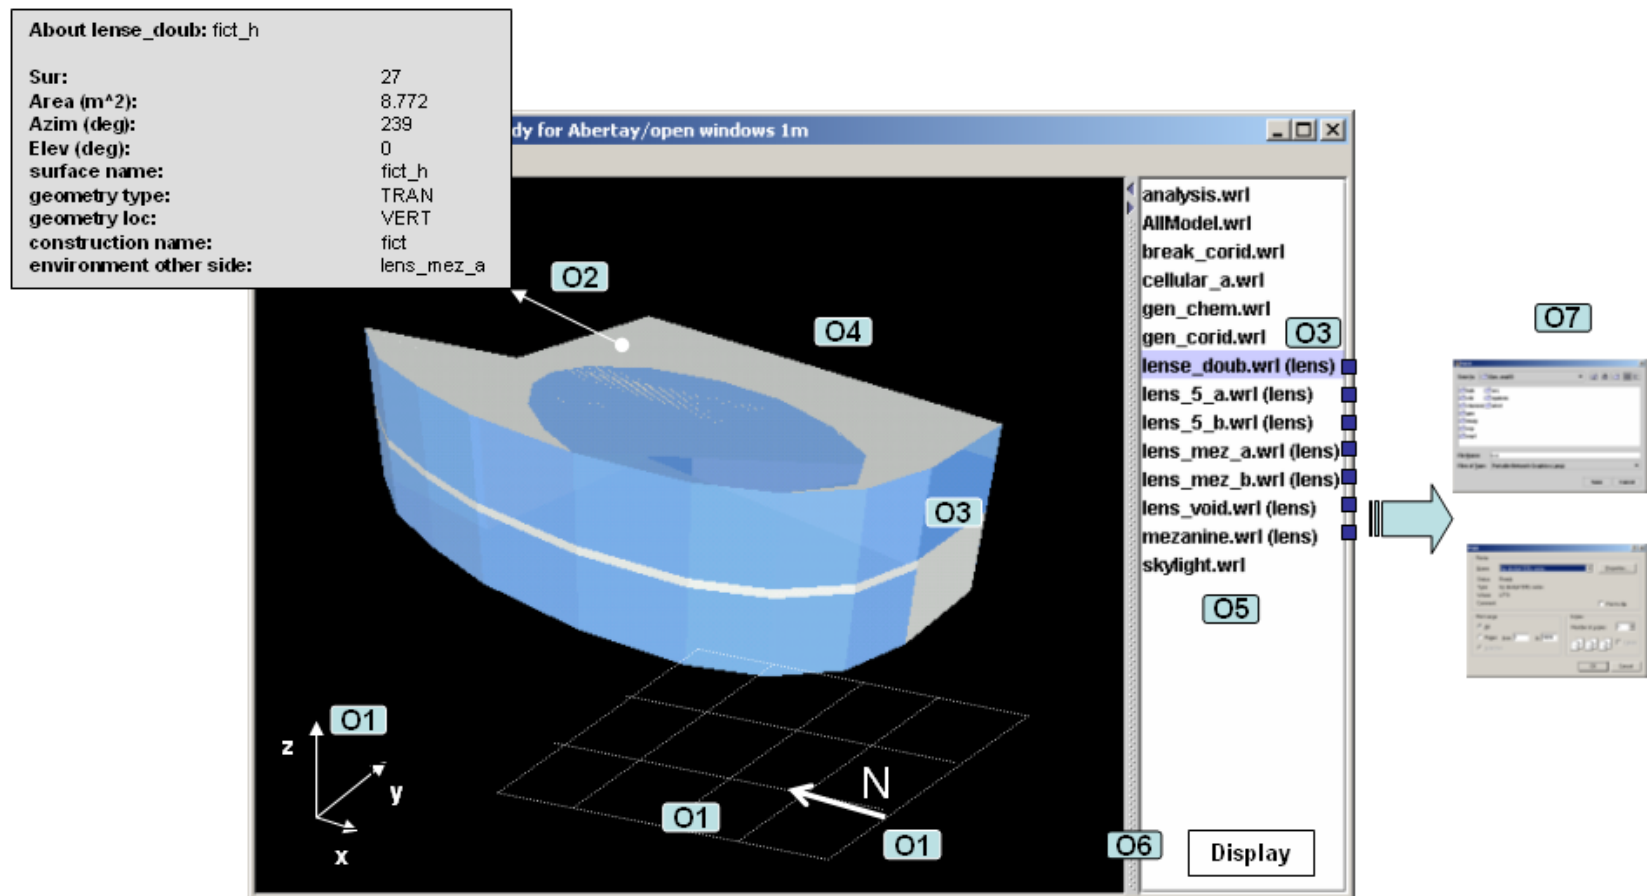 About lense_doub: fict_h
Sur: 27
Area (m^2): 8.772
Azim (deg): 239
Elev (deg): 0
surface name: fict_h
geometry type: TRAN
geometry loc: VERT
construction name: fict
environment other side: lens_mez_a
dy for Abertay/open windows 1m
analysis.wrl
AllModel.wrl
break_corid.wrl
cellular_a.wrl
gen_chem.wrl
gen_corid.wrl
lense_doub.wrl (lens)
lens_5_a.wrl (lens)
lens_5_b.wrl (lens)
lens_mez_a.wrl (lens)
lens_mez_b.wrl (lens)
lens_void.wrl (lens)
mezanine.wrl (lens)
skylight.wrl
O2
O4
O3
O7
O3
O5
O1
z
y
x
N
O1
O1
O6
Display